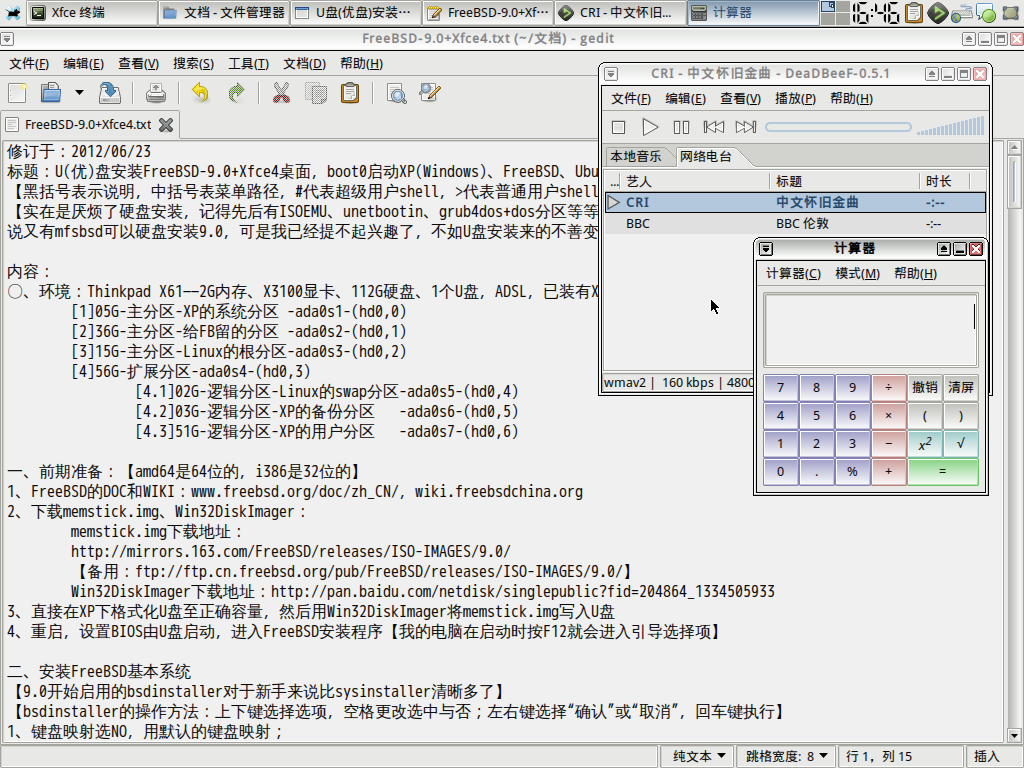 Xfce 终端
文档 - 文件管理器
U盘(优盘)安装···
FreeBSD-9.0+Xf···
CRI - 中文怀旧...
计算器
16:46
FreeBSD-9.0+Xfce4.txt (~/文档) - gedit
文件(F) 编辑(E) 查看(V) 搜索(S) 工具(T) 文档(D) 帮助(H)
FreeBSD-9.0+Xfce4.txt
修订于：2012/06/23
标题：U(优)盘安装FreeBSD-9.0+Xfce4桌面，boot0启动XP(Windows)、FreeBSD、Ubu
【黑括号表示说明，中括号表菜单路径，#代表超级用户shell，>代表普通用户shell
【实在是厌烦了硬盘安装，记得先后有ISOEMU、unetbootin、grub4dos+dos分区等等
说又有mfsbsd可以硬盘安装9.0，可是我已经提不起兴趣了，不如U盘安装来的不善变
内容：
〇、环境：Thinkpad X61——2G内存、X3100显卡、112G硬盘、1个U盘，ADSL，已装有X
[1]05G-主分区-XP的系统分区 -ada0s1-(hd0,0)
[2]36G-主分区-给FB留的分区-ada0s2-(hd0,1)
[3]15G-主分区-Linux的根分区-ada0s3-(hd0,2)
[4]56G-扩展分区-ada0s4-(hd0,3)
[4.1]02G-逻辑分区-Linux的swap分区-ada0s5-(hd0,4)
[4.2]03G-逻辑分区-XP的备份分区 -ada0s6-(hd0,5)
[4.3]51G-逻辑分区-XP的用户分区 -ada0s7-(hd0,6)
一、前期准备：【amd64是64位的，i386是32位的】
1、FreeBSD的DOC和WIKI：www.freebsd.org/doc/zh_CN/, wiki.freebsdchina.org
2、下载memstick.img、Win32DiskImager：
memstick.img下载地址：
http://mirrors.163.com/FreeBSD/releases/ISO-IMAGES/9.0/
【备用：ftp://ftp.cn.freebsd.org/pub/FreeBSD/releases/ISO-IMAGES/9.0/】
Win32DiskImager下载地址：http://pan.baidu.com/netdisk/singlepublic?fid=204864_1334505933
3、直接在XP下格式化U盘至正确容量，然后用Win32DiskImager将memstick.img写入U盘
4、重启，设置BIOS由U盘启动，进入FreeBSD安装程序【我的电脑在启动时按F12就会进入引导选择项】
二、安装FreeBSD基本系统
【9.0开始启用的bsdinstaller对于新手来说比sysinstaller清晰多了】
【bsdinstaller的操作方法：上下键选择选项，空格更改选中与否；左右键选择“确认”或“取消”，回车键执行】
1、键盘映射选NO，用默认的键盘映射；
纯文本 跳格宽度: 8 行 1，列 15 插入
CRI - 中文怀旧金曲 - DeaDBeeF-0.5.1
文件(F) 编辑(E) 查看(V) 播放(P) 帮助(H)
本地音乐 网络电台
... 艺人 标题 时长
CRI 中文怀旧金曲 -:--
BBC BBC 伦敦 -:--
wmav2 | 160 kbps | 4800
计算器
计算器(C) 模式(M) 帮助(H)
7 8 9 ÷ 撤销 清屏
4 5 6 × ( )
1 2 3 − x² √
0 . % + =